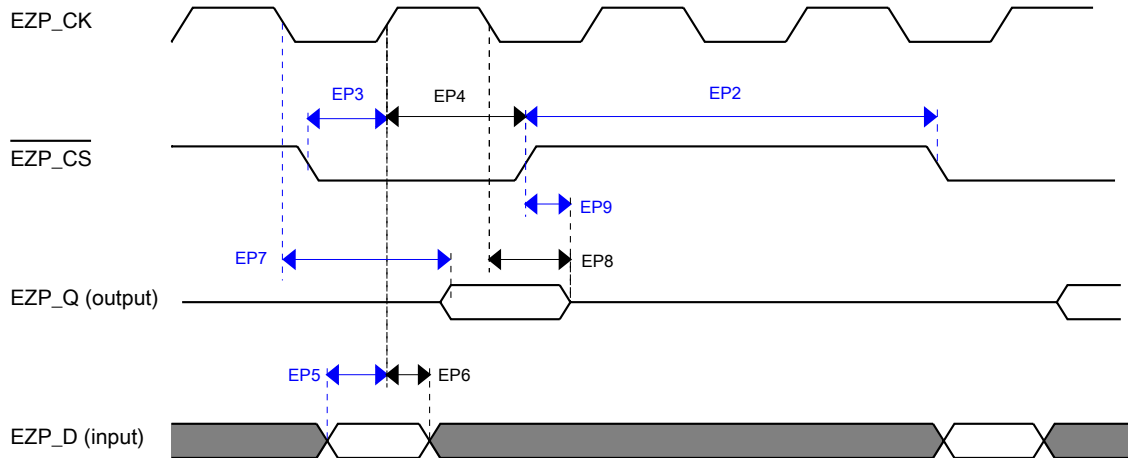 EZP_CK
EP3
EP4
EP2
EZP_CS
EP9
EP7
EP8
EZP_Q (output)
EP5
EP6
EZP_D (input)